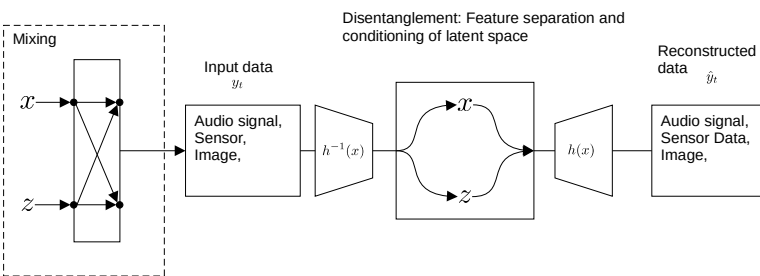 Disentanglement: Feature separation and
conditioning of latent space
Mixing
Input data
y_t
Reconstructed
data
ŷ_t
x
z
Audio signal,
Sensor,
Image,
h⁻¹(x)
x
z
h(x)
Audio signal,
Sensor Data,
Image,